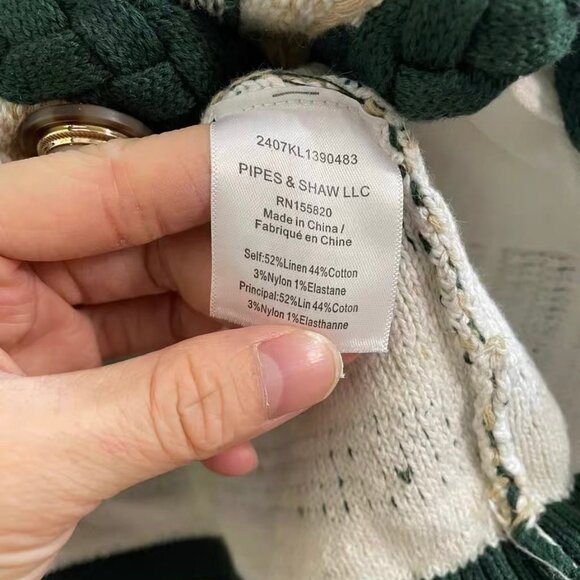 2407KL1390483
PIPES & SHAW LLC
RN155820
Made in China/
Fabriqué en Chine
Self:52%Linen 44%Cotton
3%Nylon 1%Elastane
Principal:52%Lin 44%Coton
3%Nylon 1%Elasthanne